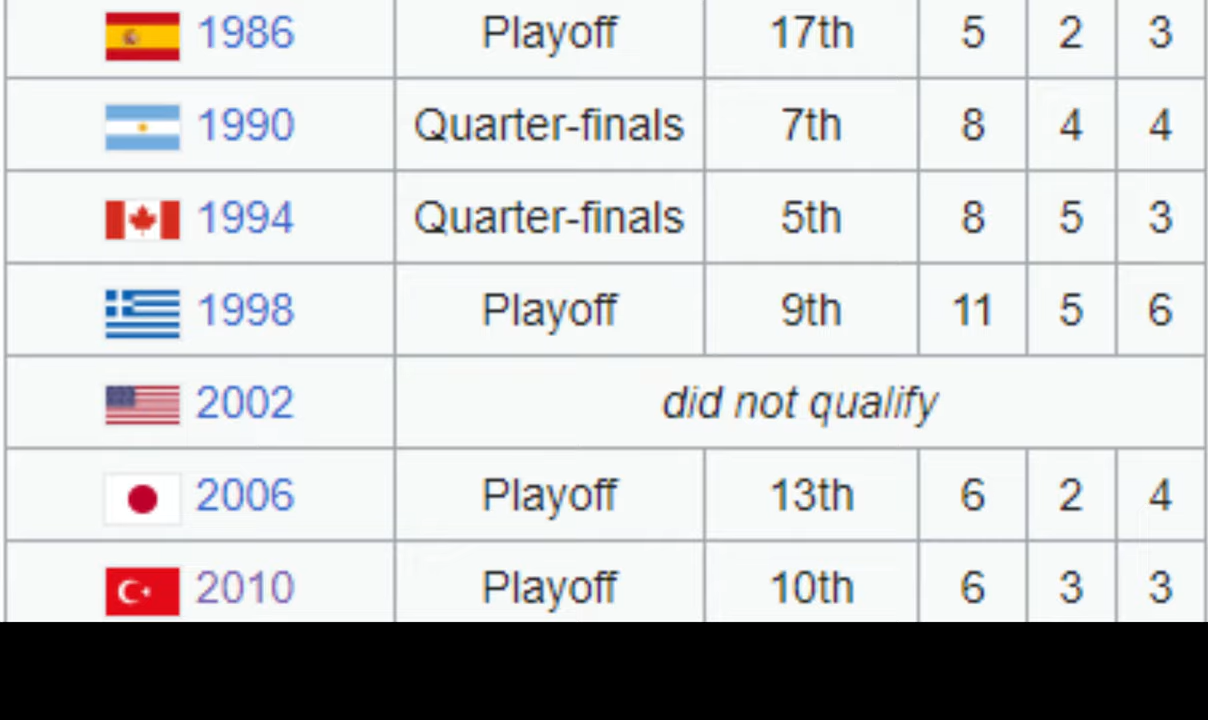 1986 Playoff 17th 5 2 3
1990 Quarter-finals 7th 8 4 4
1994 Quarter-finals 5th 8 5 3
1998 Playoff 9th 11 5 6
2002 did not qualify
2006 Playoff 13th 6 2 4
2010 Playoff 10th 6 3 3